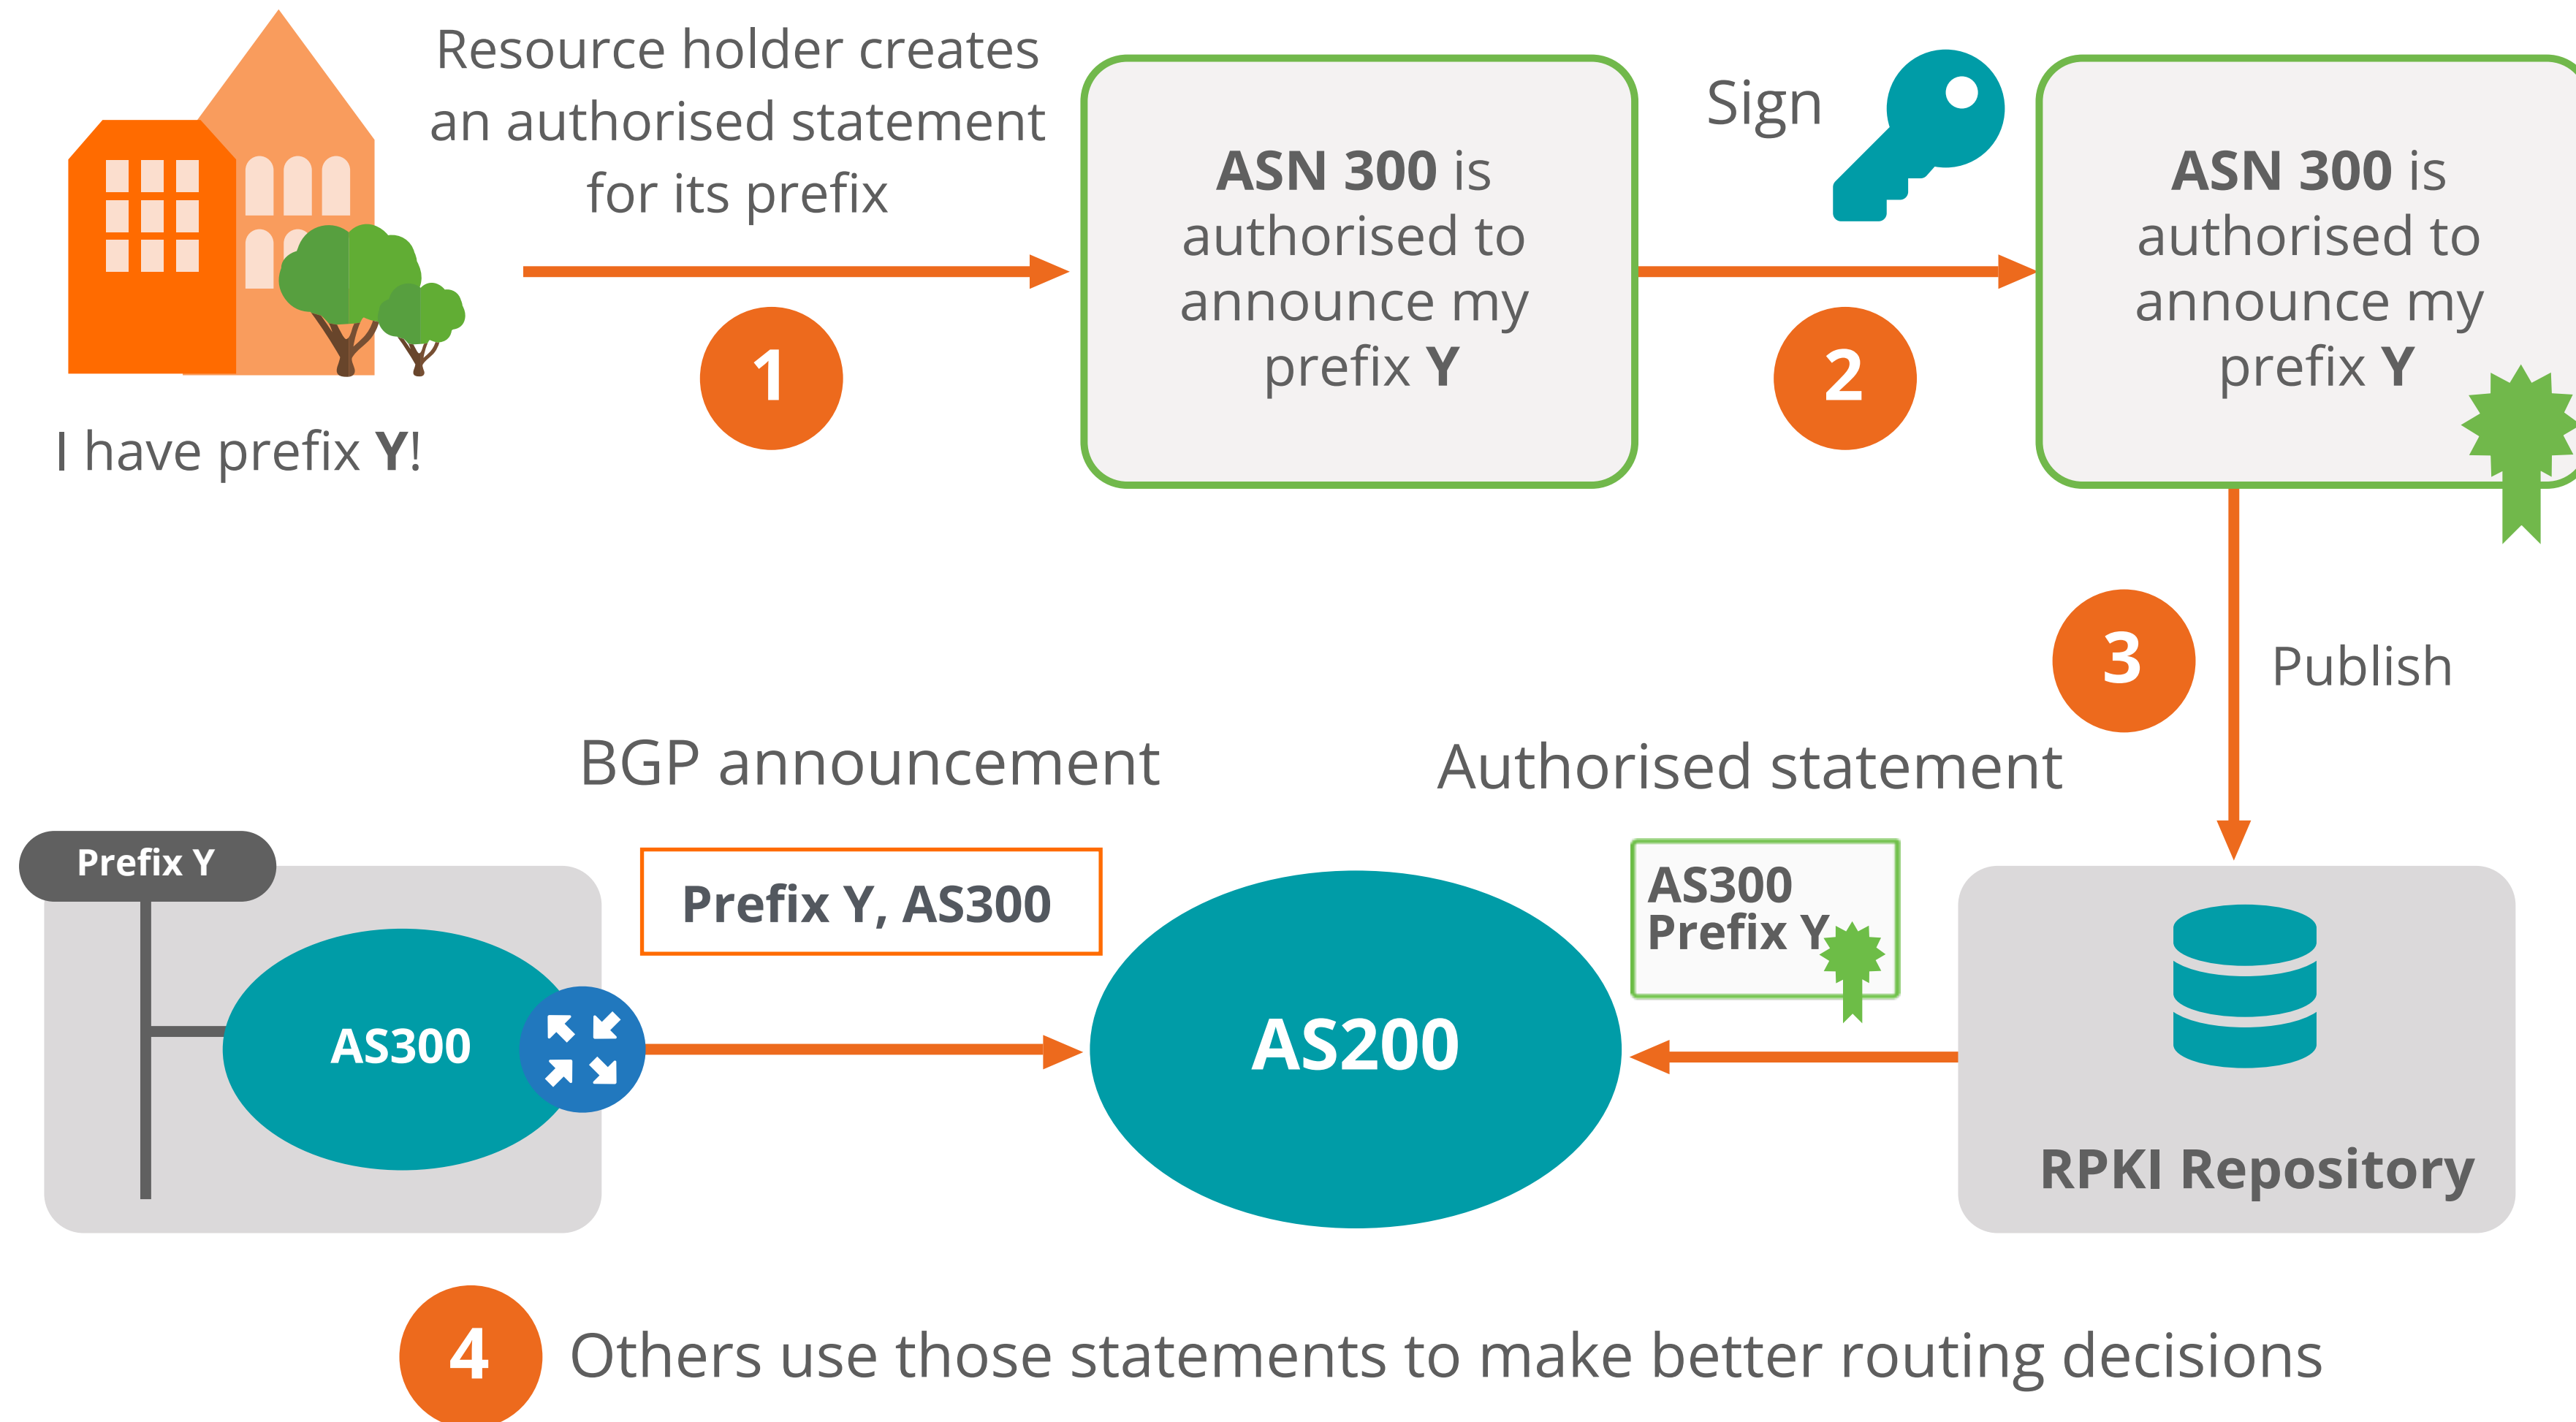 Resource holder creates
an authorised statement
for its prefix
I have prefix Y!
1
ASN 300 is
authorised to
announce my
prefix Y
Sign
2
ASN 300 is
authorised to
announce my
prefix Y
3
Publish
BGP announcement
Authorised statement
Prefix Y
AS300
Prefix Y, AS300
AS200
AS300
Prefix Y
RPKI Repository
4
Others use those statements to make better routing decisions